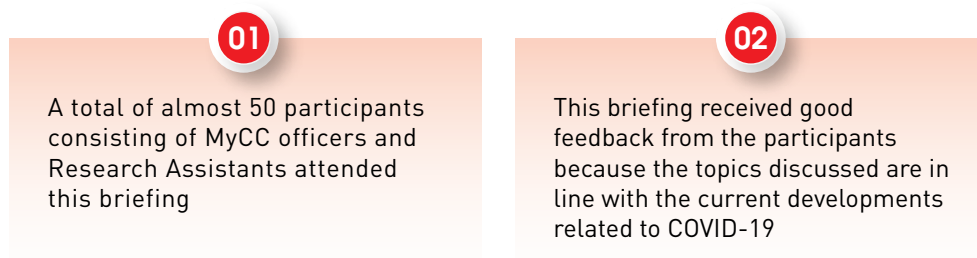 01
A total of almost 50 participants
consisting of MyCC officers and
Research Assistants attended
this briefing
02
This briefing received good
feedback from the participants
because the topics discussed are in
line with the current developments
related to COVID-19